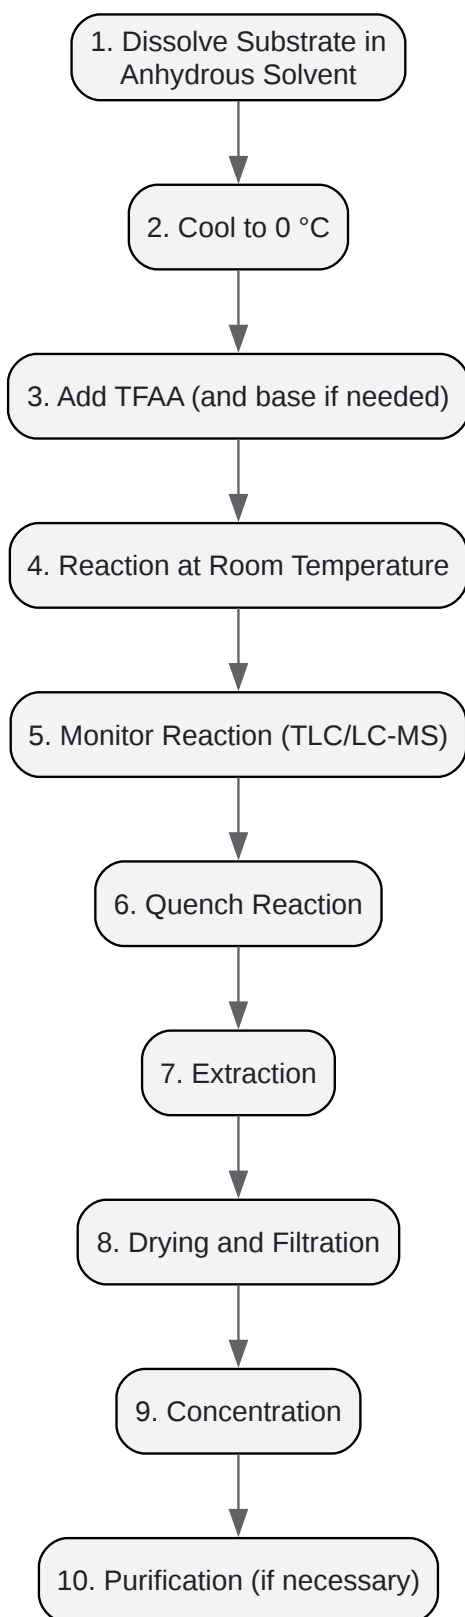 1. Dissolve Substrate in
Anhydrous Solvent
2. Cool to 0 °C
3. Add TFAA (and base if needed)
4. Reaction at Room Temperature
5. Monitor Reaction (TLC/LC-MS)
6. Quench Reaction
7. Extraction
8. Drying and Filtration
9. Concentration
10. Purification (if necessary)